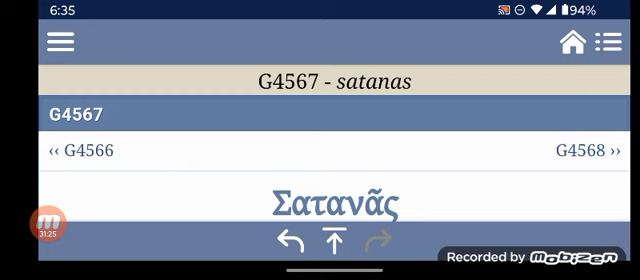 6:35 94%
G4567 - satanas
G4567
‹‹ G4566 G4568 ››
Σατανᾶς
31:25
Recorded by Mobizen